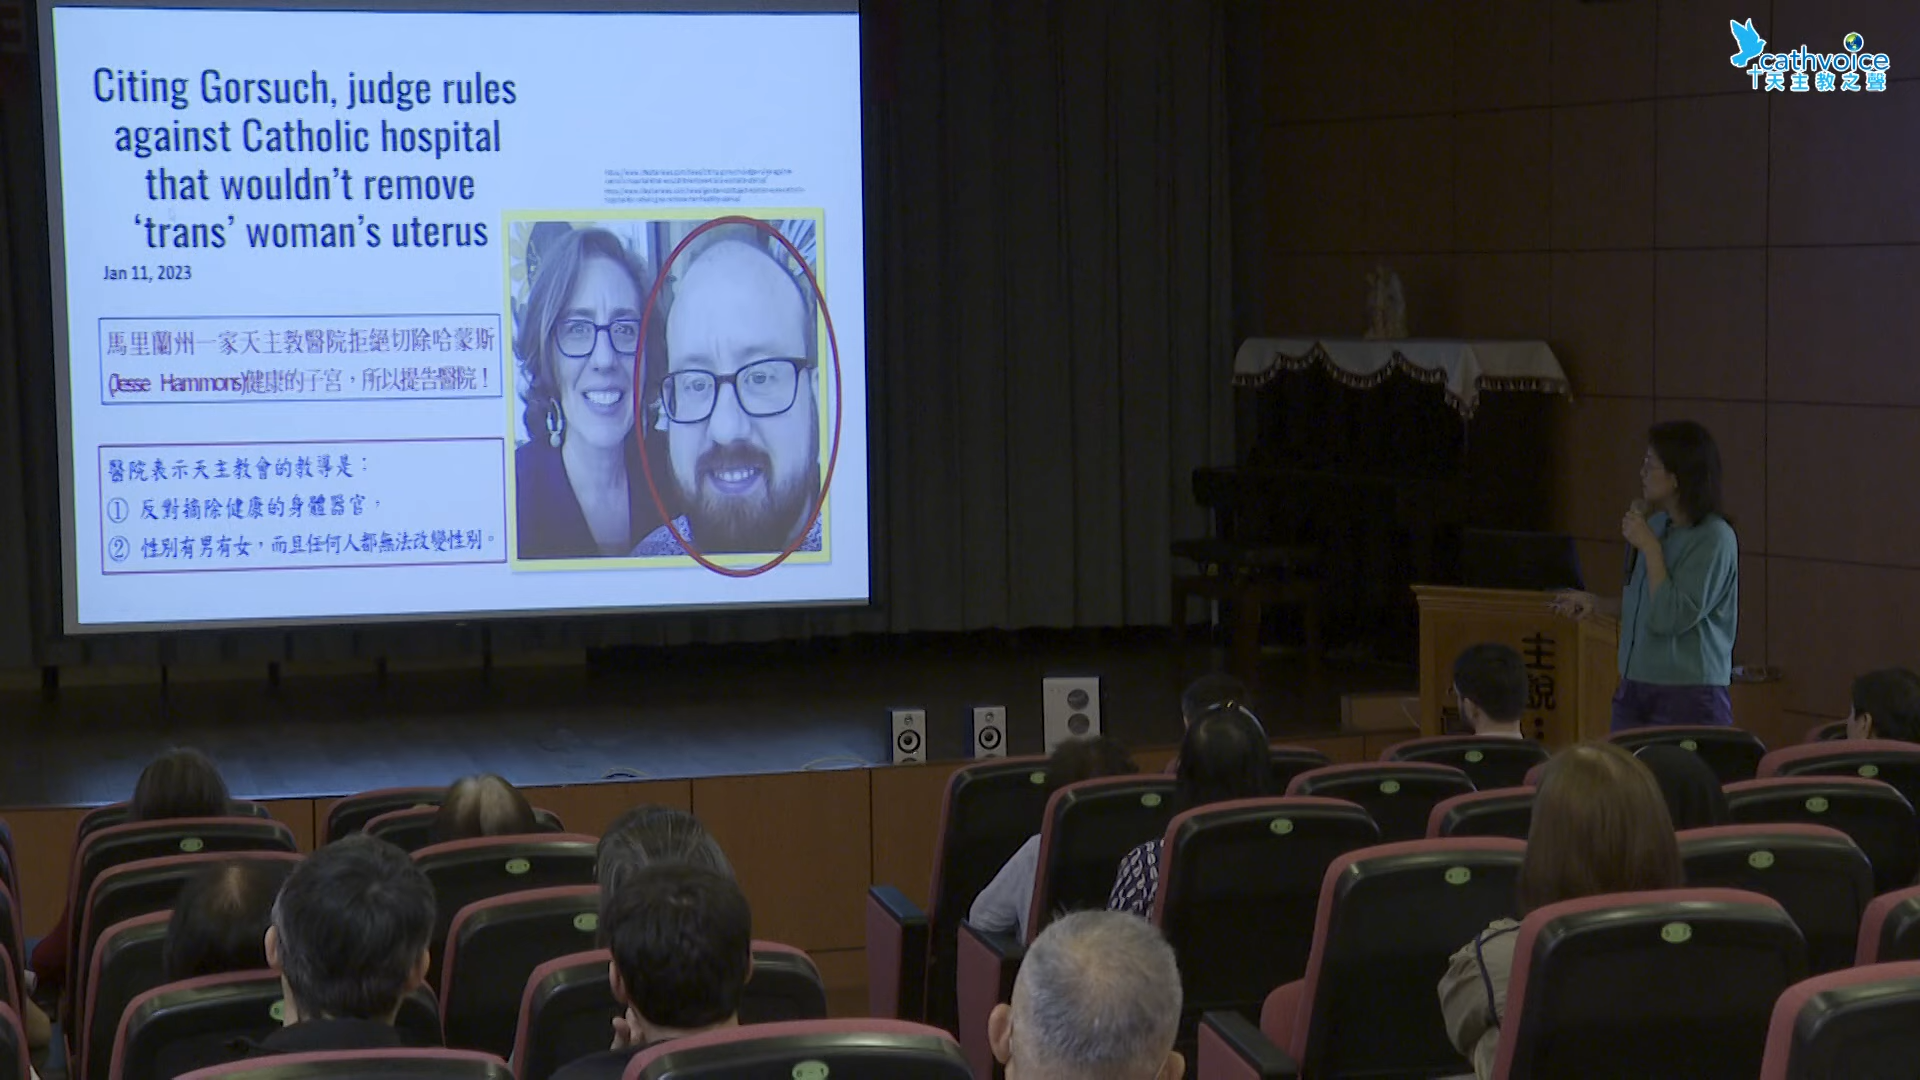 Citing Gorsuch, judge rules
against Catholic hospital
that wouldn't remove
‘trans’ woman's uterus
Jan 11, 2023
馬里蘭州一家天主教醫院拒絕切除哈蒙斯
(Jesse Hammons)健康的子宮，所以提告醫院！
醫院表示天主教會的教導是：
① 反對摘除健康的身體器官，
② 性別有男有女，而且任何人都無法改變性別。
cathvoice
天主教之聲
主說：